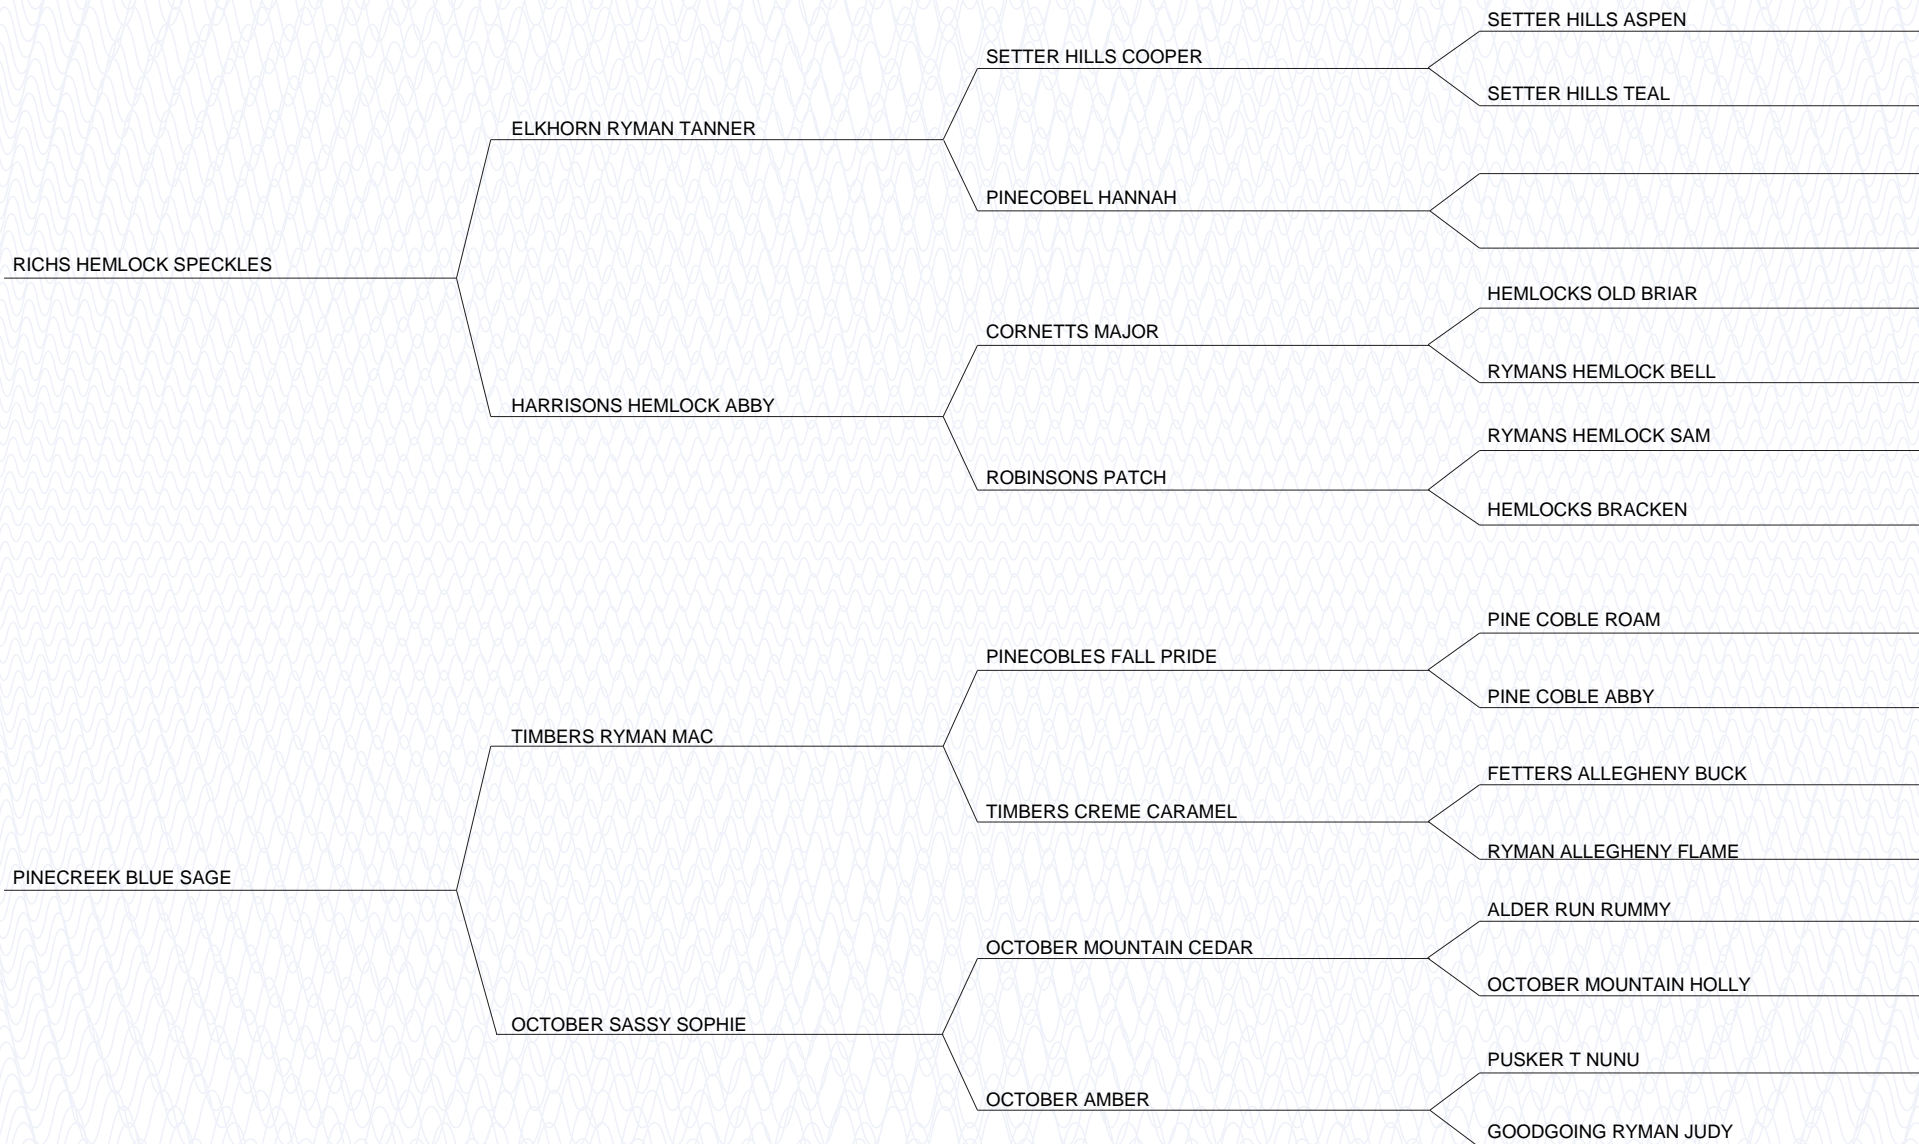 SETTER HILLS ASPEN
SETTER HILLS COOPER
SETTER HILLS TEAL
ELKHORN RYMAN TANNER
PINECOBEL HANNAH
RICHS HEMLOCK SPECKLES
HEMLOCKS OLD BRIAR
CORNETTS MAJOR
RYMANS HEMLOCK BELL
HARRISONS HEMLOCK ABBY
RYMANS HEMLOCK SAM
ROBINSONS PATCH
HEMLOCKS BRACKEN
PINE COBLE ROAM
PINECOBLES FALL PRIDE
PINE COBLE ABBY
TIMBERS RYMAN MAC
FETTERS ALLEGHENY BUCK
TIMBERS CREME CARAMEL
RYMAN ALLEGHENY FLAME
PINECREEK BLUE SAGE
ALDER RUN RUMMY
OCTOBER MOUNTAIN CEDAR
OCTOBER MOUNTAIN HOLLY
OCTOBER SASSY SOPHIE
PUSKER T NUNU
OCTOBER AMBER
GOODGOING RYMAN JUDY